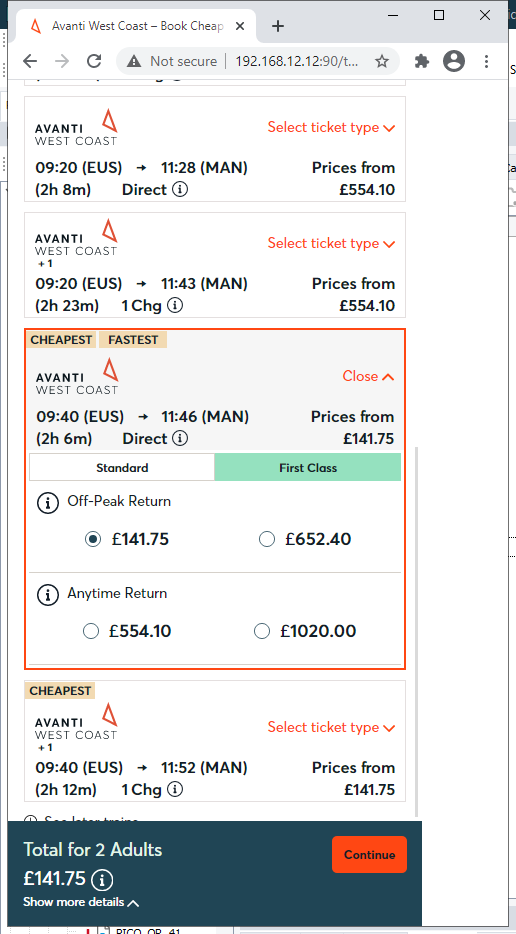 Avanti West Coast – Book Cheap
Not secure
192.168.12.12:90/t...
AVANTI
WEST COAST
Select ticket type
09:20 (EUS) → 11:28 (MAN)
Prices from
(2h 8m)
Direct
£554.10
AVANTI
WEST COAST
+ 1
Select ticket type
09:20 (EUS) → 11:43 (MAN)
Prices from
(2h 23m)
1 Chg
£554.10
CHEAPEST
FASTEST
AVANTI
WEST COAST
Close
09:40 (EUS) → 11:46 (MAN)
Prices from
(2h 6m)
Direct
£141.75
Standard
First Class
Off-Peak Return
£141.75
£652.40
Anytime Return
£554.10
£1020.00
CHEAPEST
AVANTI
WEST COAST
+ 1
Select ticket type
09:40 (EUS) → 11:52 (MAN)
Prices from
(2h 12m)
1 Chg
£141.75
See later trains
Total for 2 Adults
£141.75
Continue
Show more details